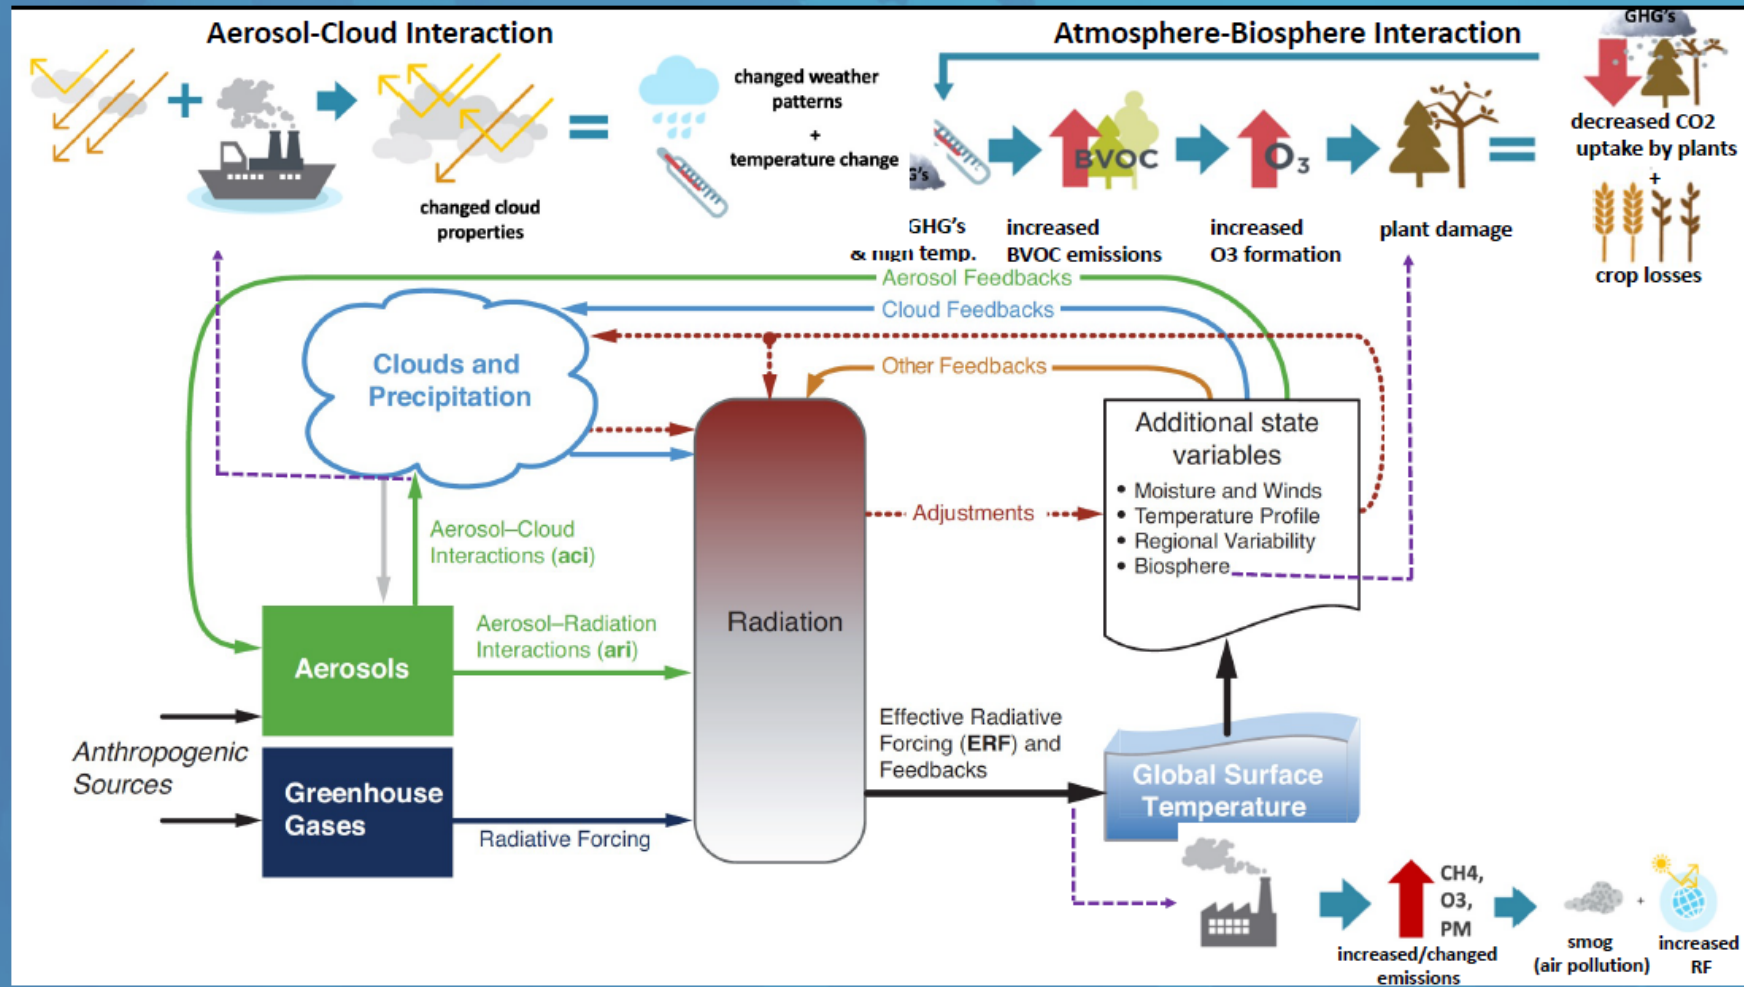 Aerosol-Cloud Interaction
changed weather
patterns
+
temperature change
changed cloud
properties
Atmosphere-Biosphere Interaction
GHG's
decreased CO2
uptake by plants
+
crop losses
G's
BVOC
O3
GHG's
& high temp.
increased
BVOC emissions
increased
O3 formation
plant damage
Aerosol Feedbacks
Cloud Feedbacks
Other Feedbacks
Clouds and
Precipitation
Additional state
variables
• Moisture and Winds
• Temperature Profile
• Regional Variability
• Biosphere
Adjustments
Aerosol–Cloud
Interactions (aci)
Aerosol–Radiation
Interactions (ari)
Radiation
Aerosols
Anthropogenic
Sources
Greenhouse
Gases
Radiative Forcing
Effective Radiative
Forcing (ERF) and
Feedbacks
Global Surface
Temperature
CH4,
O3,
PM
increased/changed
emissions
smog
(air pollution)
+
increased
RF